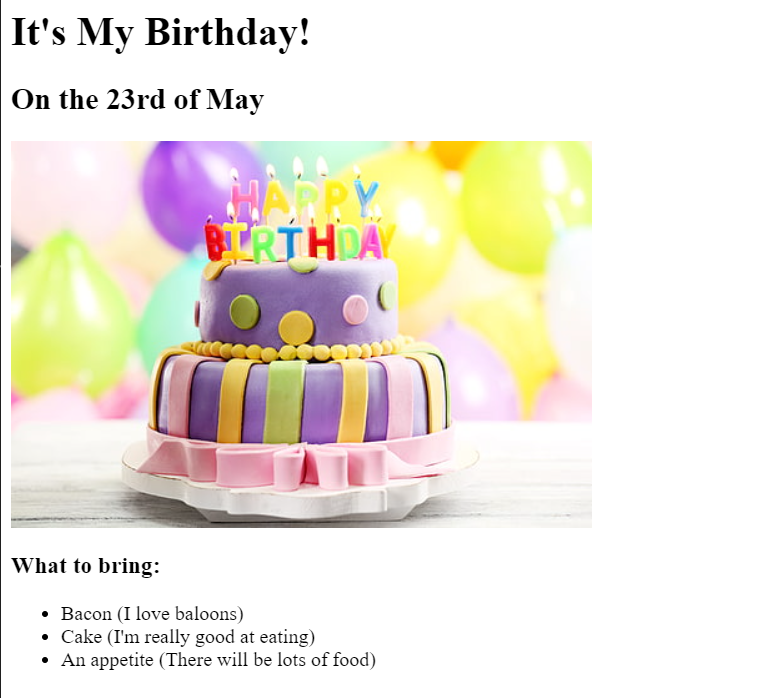 It's My Birthday!
On the 23rd of May
HAPPY
BIRTHDAY
What to bring:
Bacon (I love baloons)
Cake (I'm really good at eating)
An appetite (There will be lots of food)